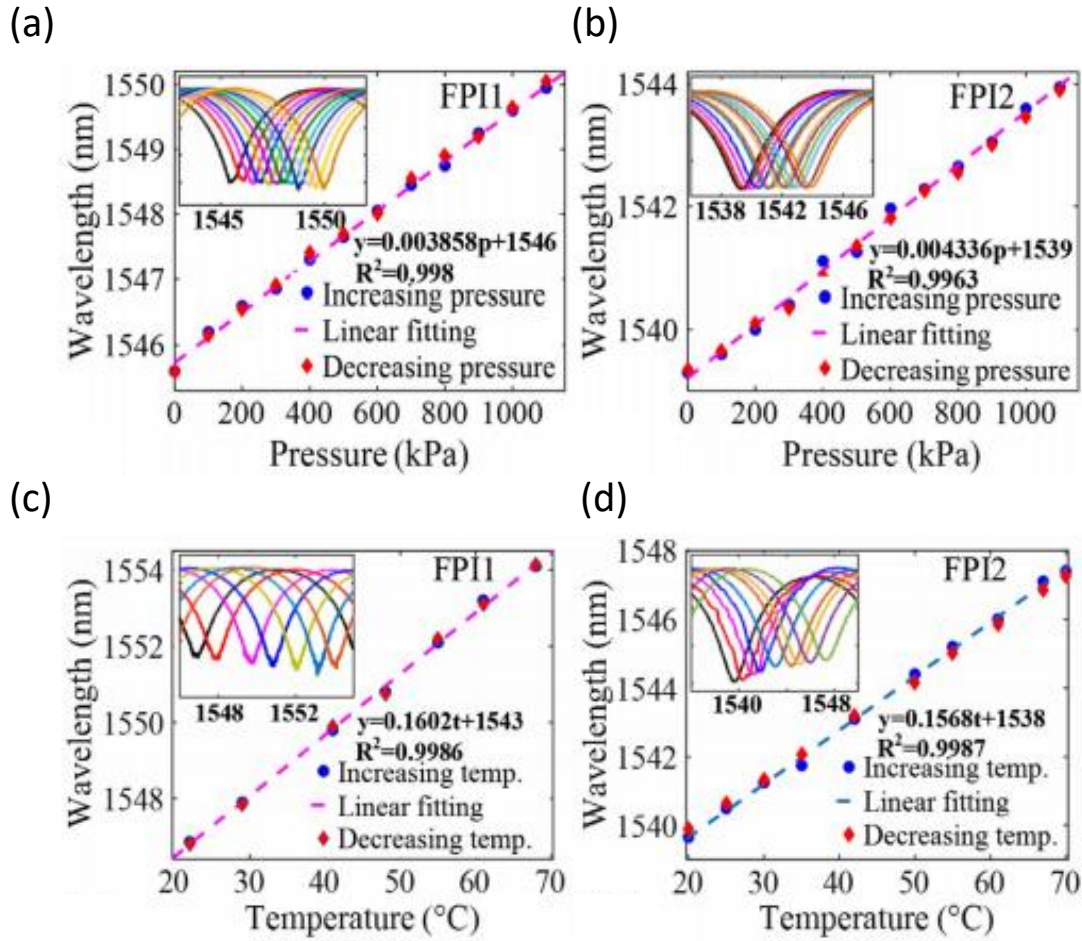 (a)
(b)
FPI1
1550
1549
1548
1547
1546
Wavelength (nm)
1545 1550
y=0.003858p+1546
R²=0.998
Increasing pressure
Linear fitting
Decreasing pressure
0 200 400 600 800 1000
Pressure (kPa)
FPI2
1544
1542
1540
Wavelength (nm)
1538 1542 1546
y=0.004336p+1539
R²=0.9963
Increasing pressure
Linear fitting
Decreasing pressure
0 200 400 600 800 1000
Pressure (kPa)
(c)
(d)
FPI1
1554
1552
1550
1548
Wavelength (nm)
1548 1552
y=0.1602t+1543
R²=0.9986
Increasing temp.
Linear fitting
Decreasing temp.
20 30 40 50 60 70
Temperature (°C)
FPI2
1548
1546
1544
1542
1540
Wavelength (nm)
1540 1548
y=0.1568t+1538
R²=0.9987
Increasing temp.
Linear fitting
Decreasing temp.
20 30 40 50 60 70
Temperature (°C)